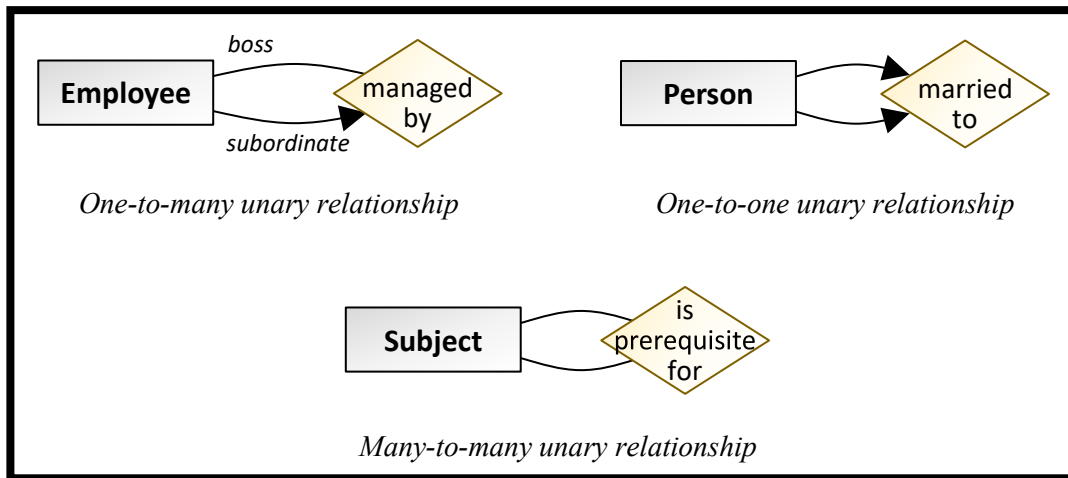 boss
Employee
managed
by
subordinate
One-to-many unary relationship
Person
married
to
One-to-one unary relationship
Subject
is
prerequisite
for
Many-to-many unary relationship